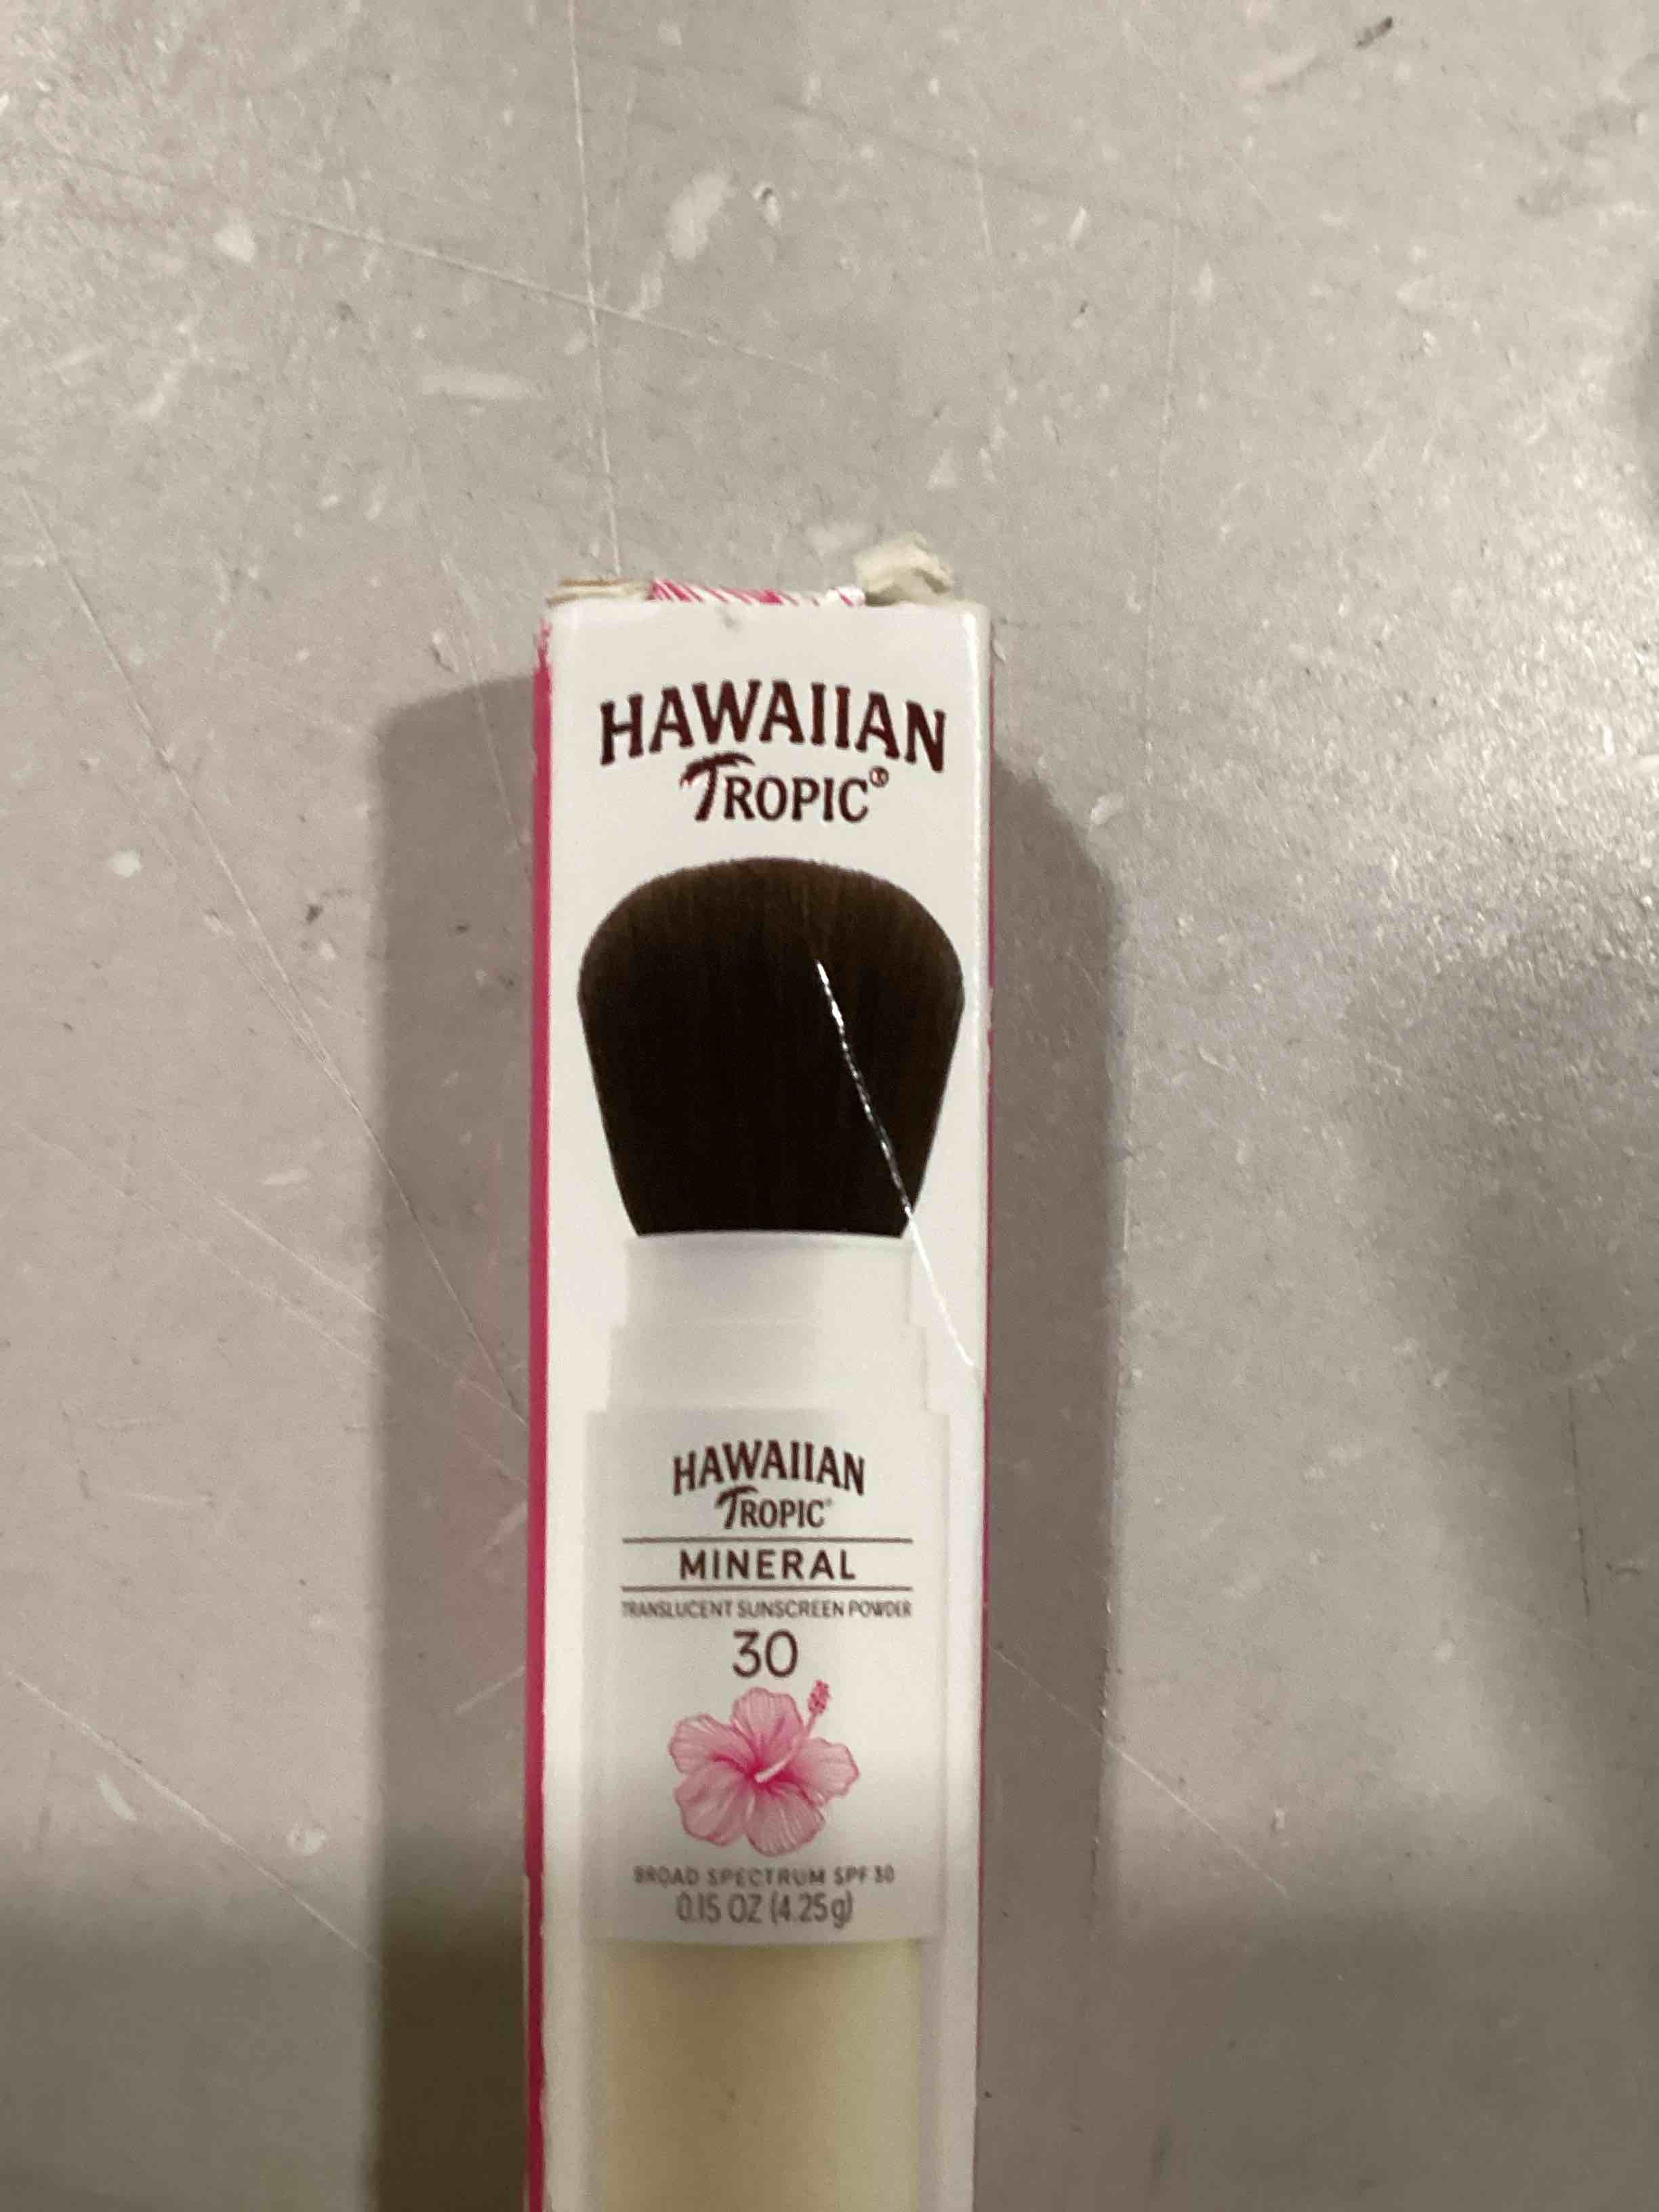 HAWAIIAN
TROPIC®
HAWAIIAN
TROPIC®
MINERAL
TRANSLUCENT SUNSCREEN POWDER
30
BROAD SPECTRUM SPF 30
0.15 OZ (4.25g)